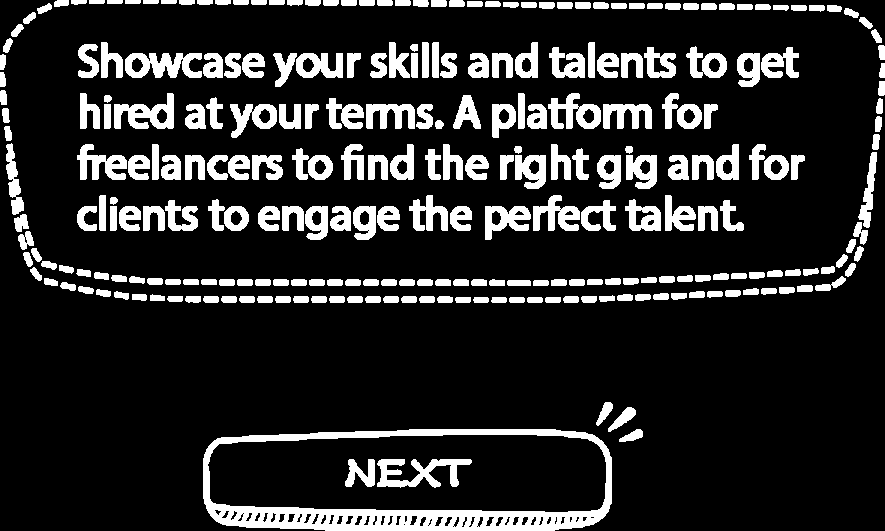 Showcase your skills and talents to get
hired at your terms. A platform for
freelancers to find the right gig and for
clients to engage the perfect talent.
NEXT